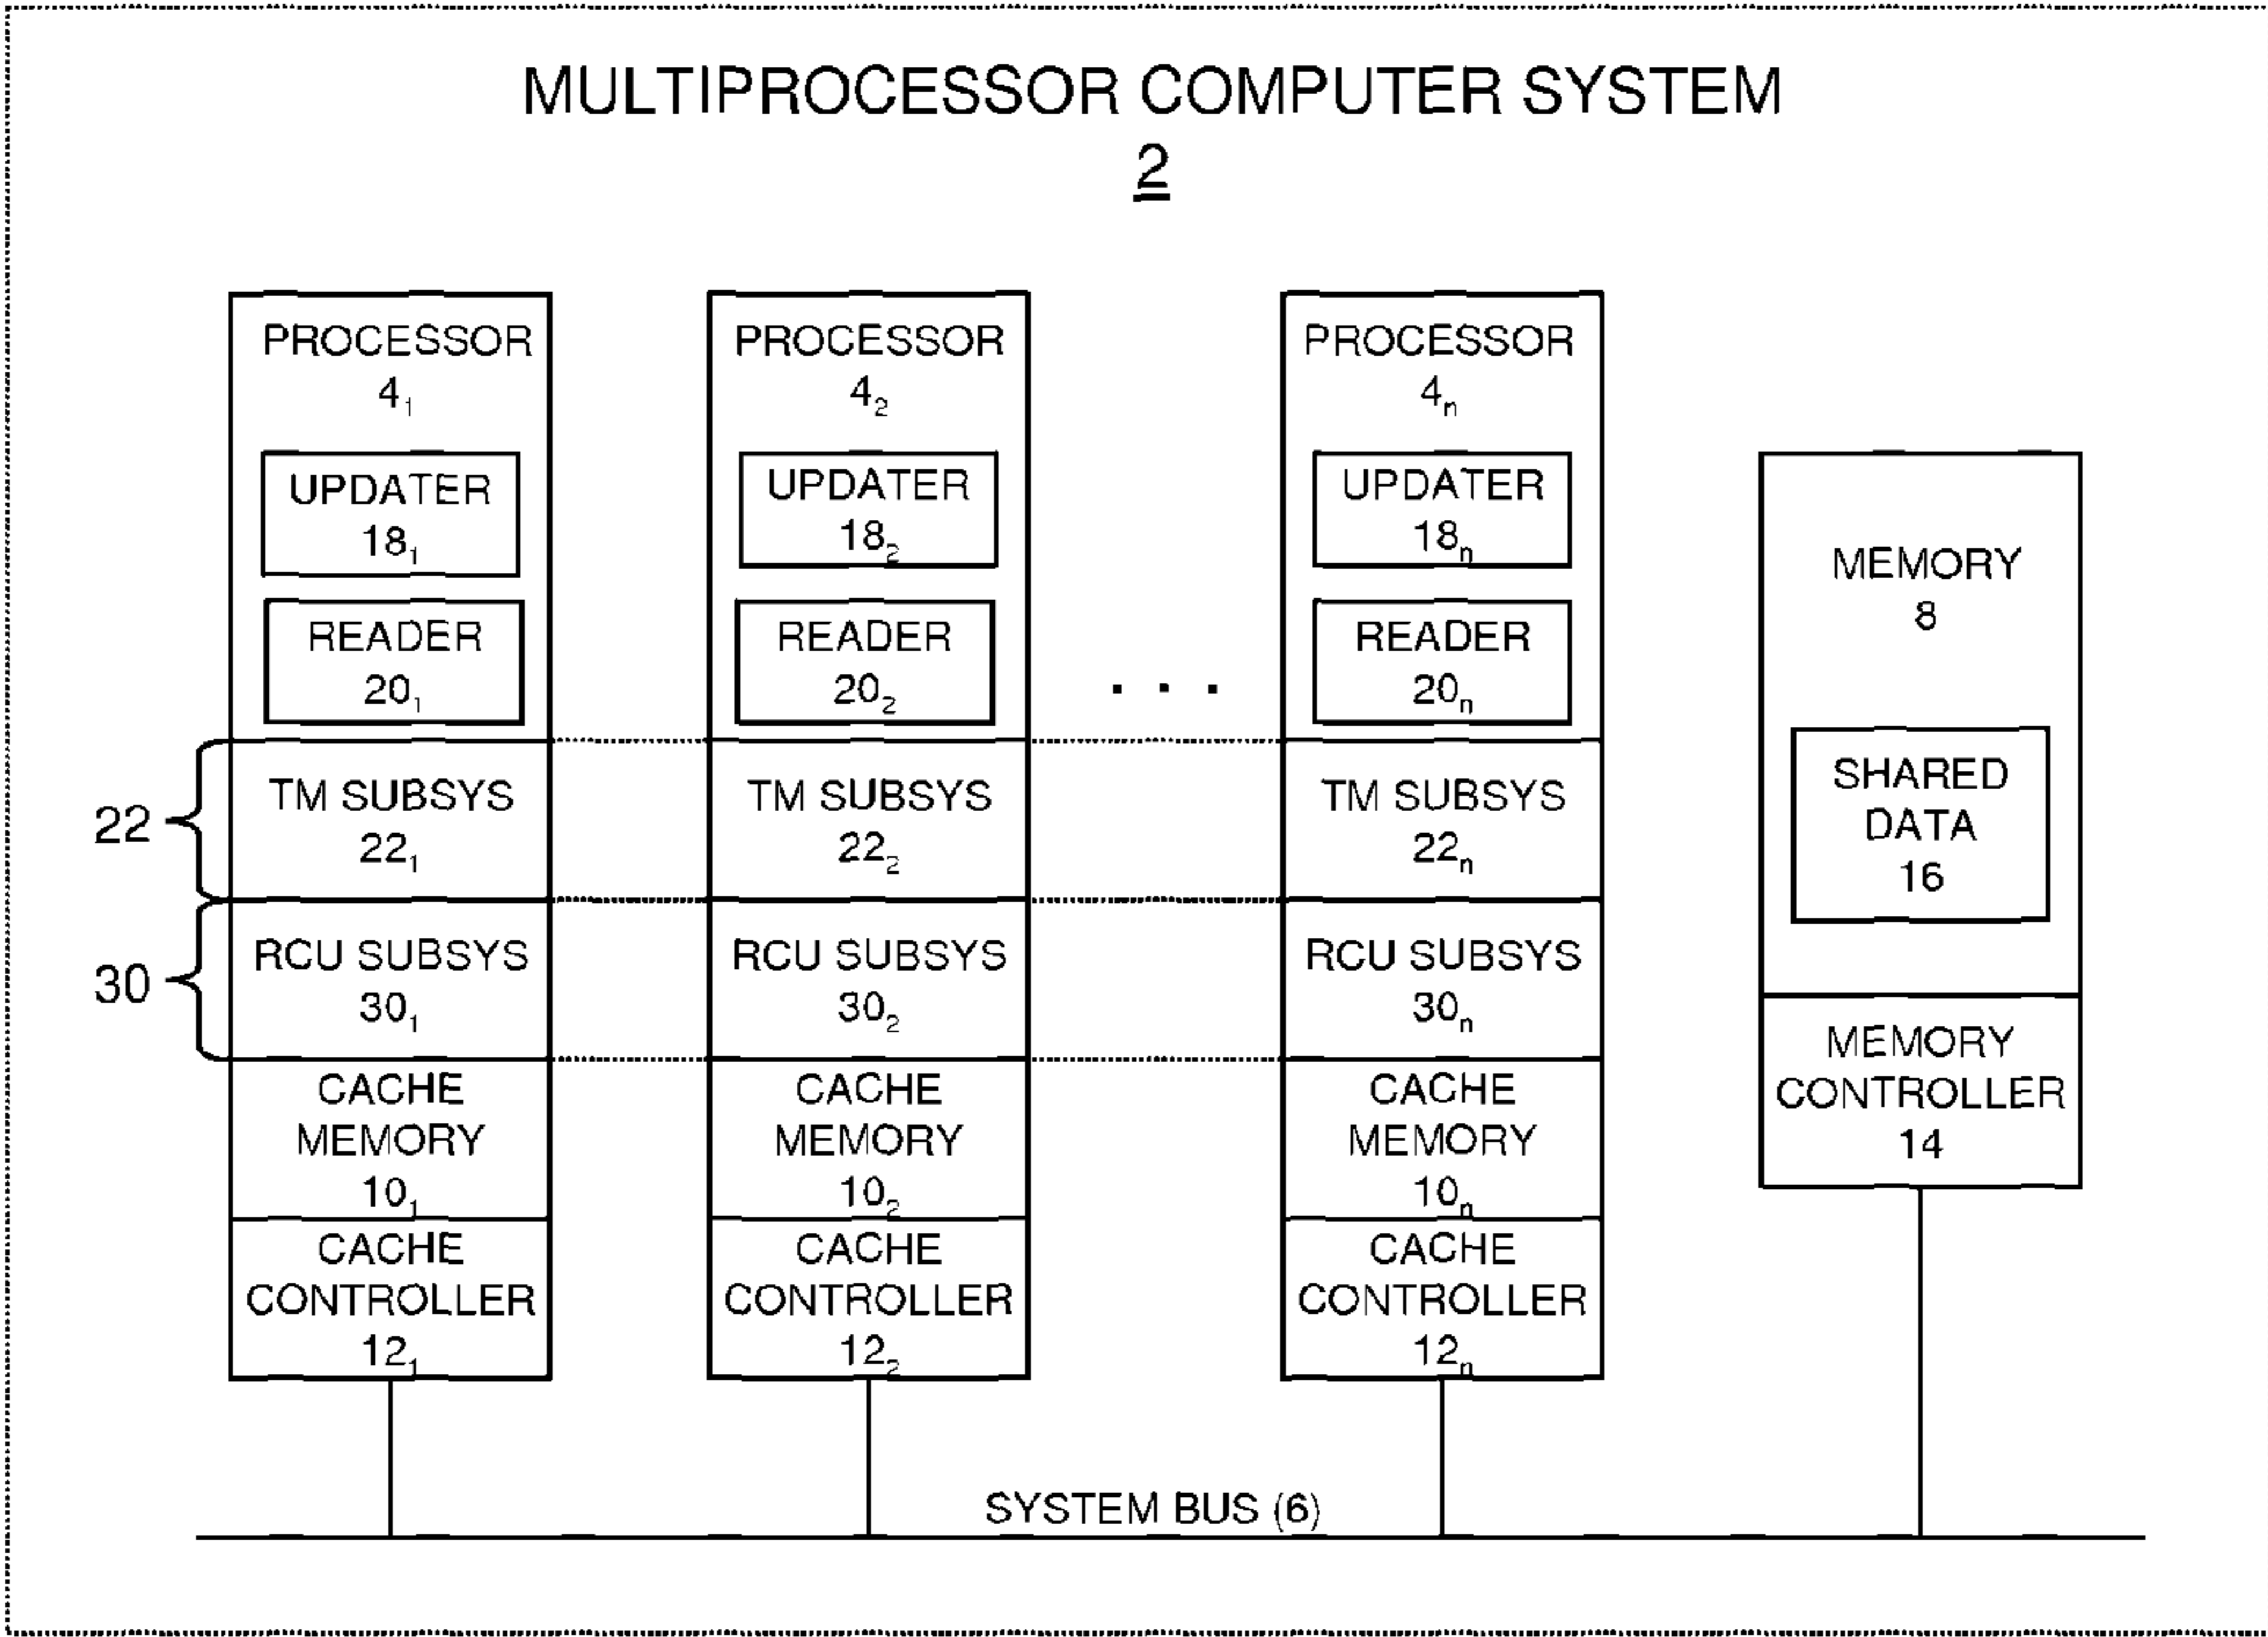 MULTIPROCESSOR COMPUTER SYSTEM
2
PROCESSOR
4₁
UPDATER
18₁
READER
20₁
TM SUBSYS
22₁
RCU SUBSYS
30₁
CACHE
MEMORY
10₁
CACHE
CONTROLLER
12₁
22
30
PROCESSOR
4₂
UPDATER
18₂
READER
20₂
TM SUBSYS
22₂
RCU SUBSYS
30₂
CACHE
MEMORY
10₂
CACHE
CONTROLLER
12₂
. . .
PROCESSOR
4ₙ
UPDATER
18ₙ
READER
20ₙ
TM SUBSYS
22ₙ
RCU SUBSYS
30ₙ
CACHE
MEMORY
10ₙ
CACHE
CONTROLLER
12ₙ
MEMORY
8
SHARED
DATA
16
MEMORY
CONTROLLER
14
SYSTEM BUS (6)